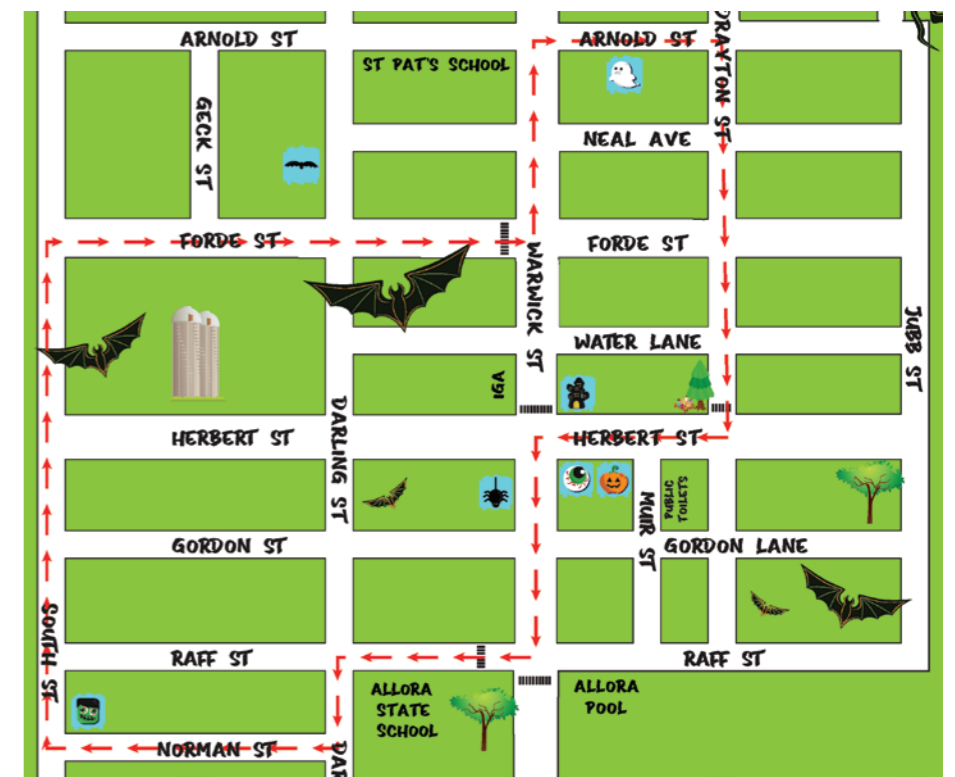 ARNOLD ST
ARNOLD ST
DRAYTON ST
ST PAT'S SCHOOL
GECK ST
NEAL AVE
FORDE ST
FORDE ST
WARWICK ST
WATER LANE
JUBB ST
IGA
DARLING ST
HERBERT ST
HERBERT ST
PUBLIC
TOILETS
MUIR ST
GORDON ST
GORDON LANE
SOUTH ST
RAFF ST
RAFF ST
ALLORA
STATE
SCHOOL
ALLORA
POOL
NORMAN ST
DAR